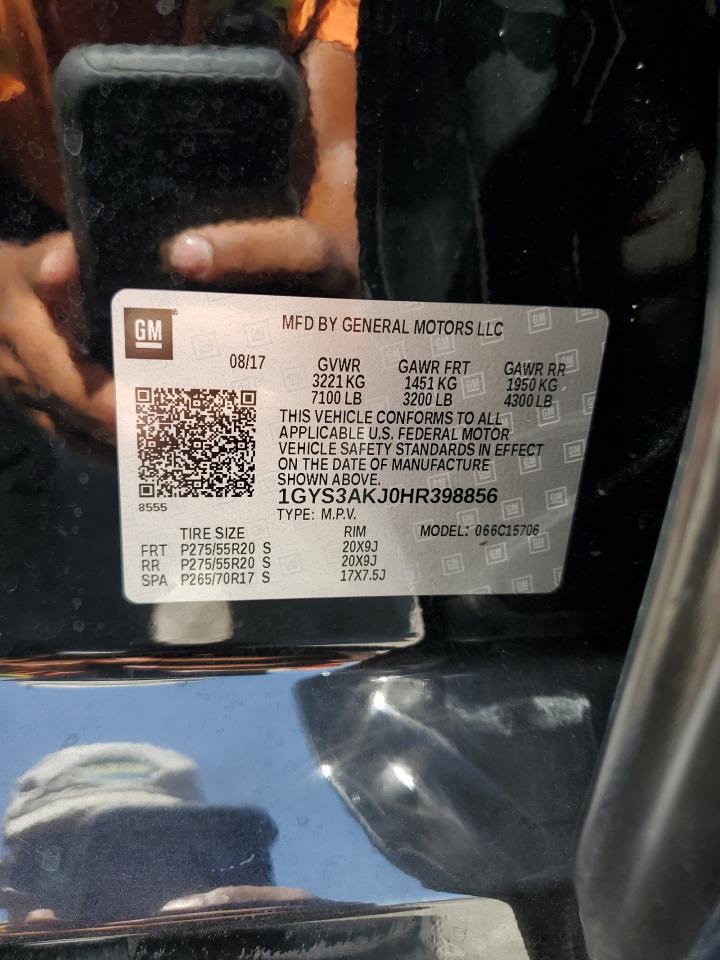 GM
MFD BY GENERAL MOTORS LLC
08/17 GVWR GAWR FRT GAWR RR
3221 KG 1451 KG 1950 KG
7100 LB 3200 LB 4300 LB
THIS VEHICLE CONFORMS TO ALL
APPLICABLE U.S. FEDERAL MOTOR
VEHICLE SAFETY STANDARDS IN EFFECT
ON THE DATE OF MANUFACTURE
SHOWN ABOVE.
1GYS3AKJ0HR398856
8555
TYPE: M.P.V.
TIRE SIZE RIM MODEL: 066C15706
FRT P275/55R20 S 20X9J
RR P275/55R20 S 20X9J
SPA P265/70R17 S 17X7.5J